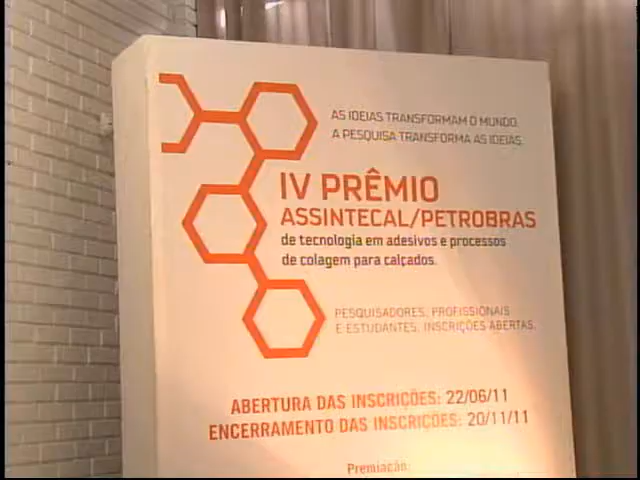 AS IDEIAS TRANSFORMAM O MUNDO.
A PESQUISA TRANSFORMA AS IDEIAS.
IV PRÊMIO
ASSINTECAL/PETROBRAS
de tecnologia em adesivos e processos
de colagem para calçados.
PESQUISADORES, PROFISSIONAIS
E ESTUDANTES, INSCRIÇÕES ABERTAS.
ABERTURA DAS INSCRIÇÕES: 22/06/11
ENCERRAMENTO DAS INSCRIÇÕES: 20/11/11
Premiação: